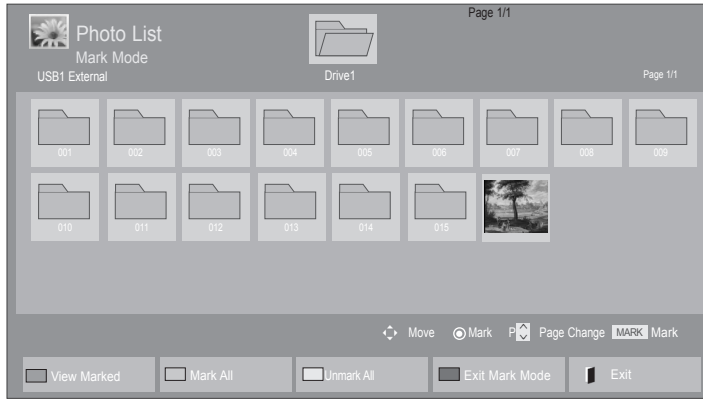 Page 1/1
Photo List
Mark Mode
USB1 External
Drive1
Page 1/1
001 002 003 004 005 006 007 008 009
010 011 012 013 014 015
Move Mark P Page Change MARK Mark
View Marked Mark All Unmark All Exit Mark Mode Exit